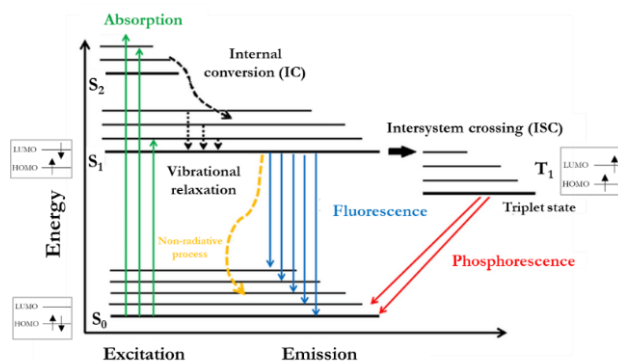 Absorption
Internal
conversion (IC)
S2
Intersystem crossing (ISC)
LUMO
HOMO
S1
Vibrational
relaxation
T1
LUMO
HOMO
Triplet state
Energy
Fluorescence
Non-radiative
process
Phosphorescence
LUMO
HOMO
S0
Excitation
Emission